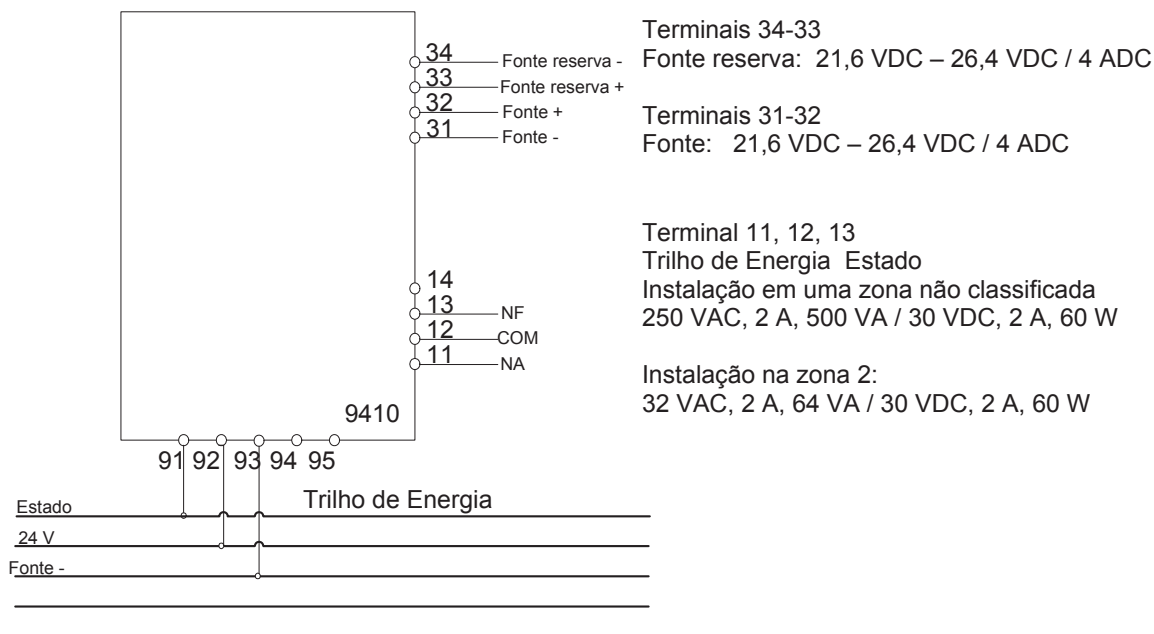 34 Fonte reserva -
33 Fonte reserva +
32 Fonte +
31 Fonte -
Terminais 34-33
Fonte reserva: 21,6 VDC – 26,4 VDC / 4 ADC
Terminais 31-32
Fonte: 21,6 VDC – 26,4 VDC / 4 ADC
14
13 NF
12 COM
11 NA
Terminal 11, 12, 13
Trilho de Energia Estado
Instalação em uma zona não classificada
250 VAC, 2 A, 500 VA / 30 VDC, 2 A, 60 W
Instalação na zona 2:
32 VAC, 2 A, 64 VA / 30 VDC, 2 A, 60 W
9410
91 92 93 94 95
Trilho de Energia
Estado
24 V
Fonte -